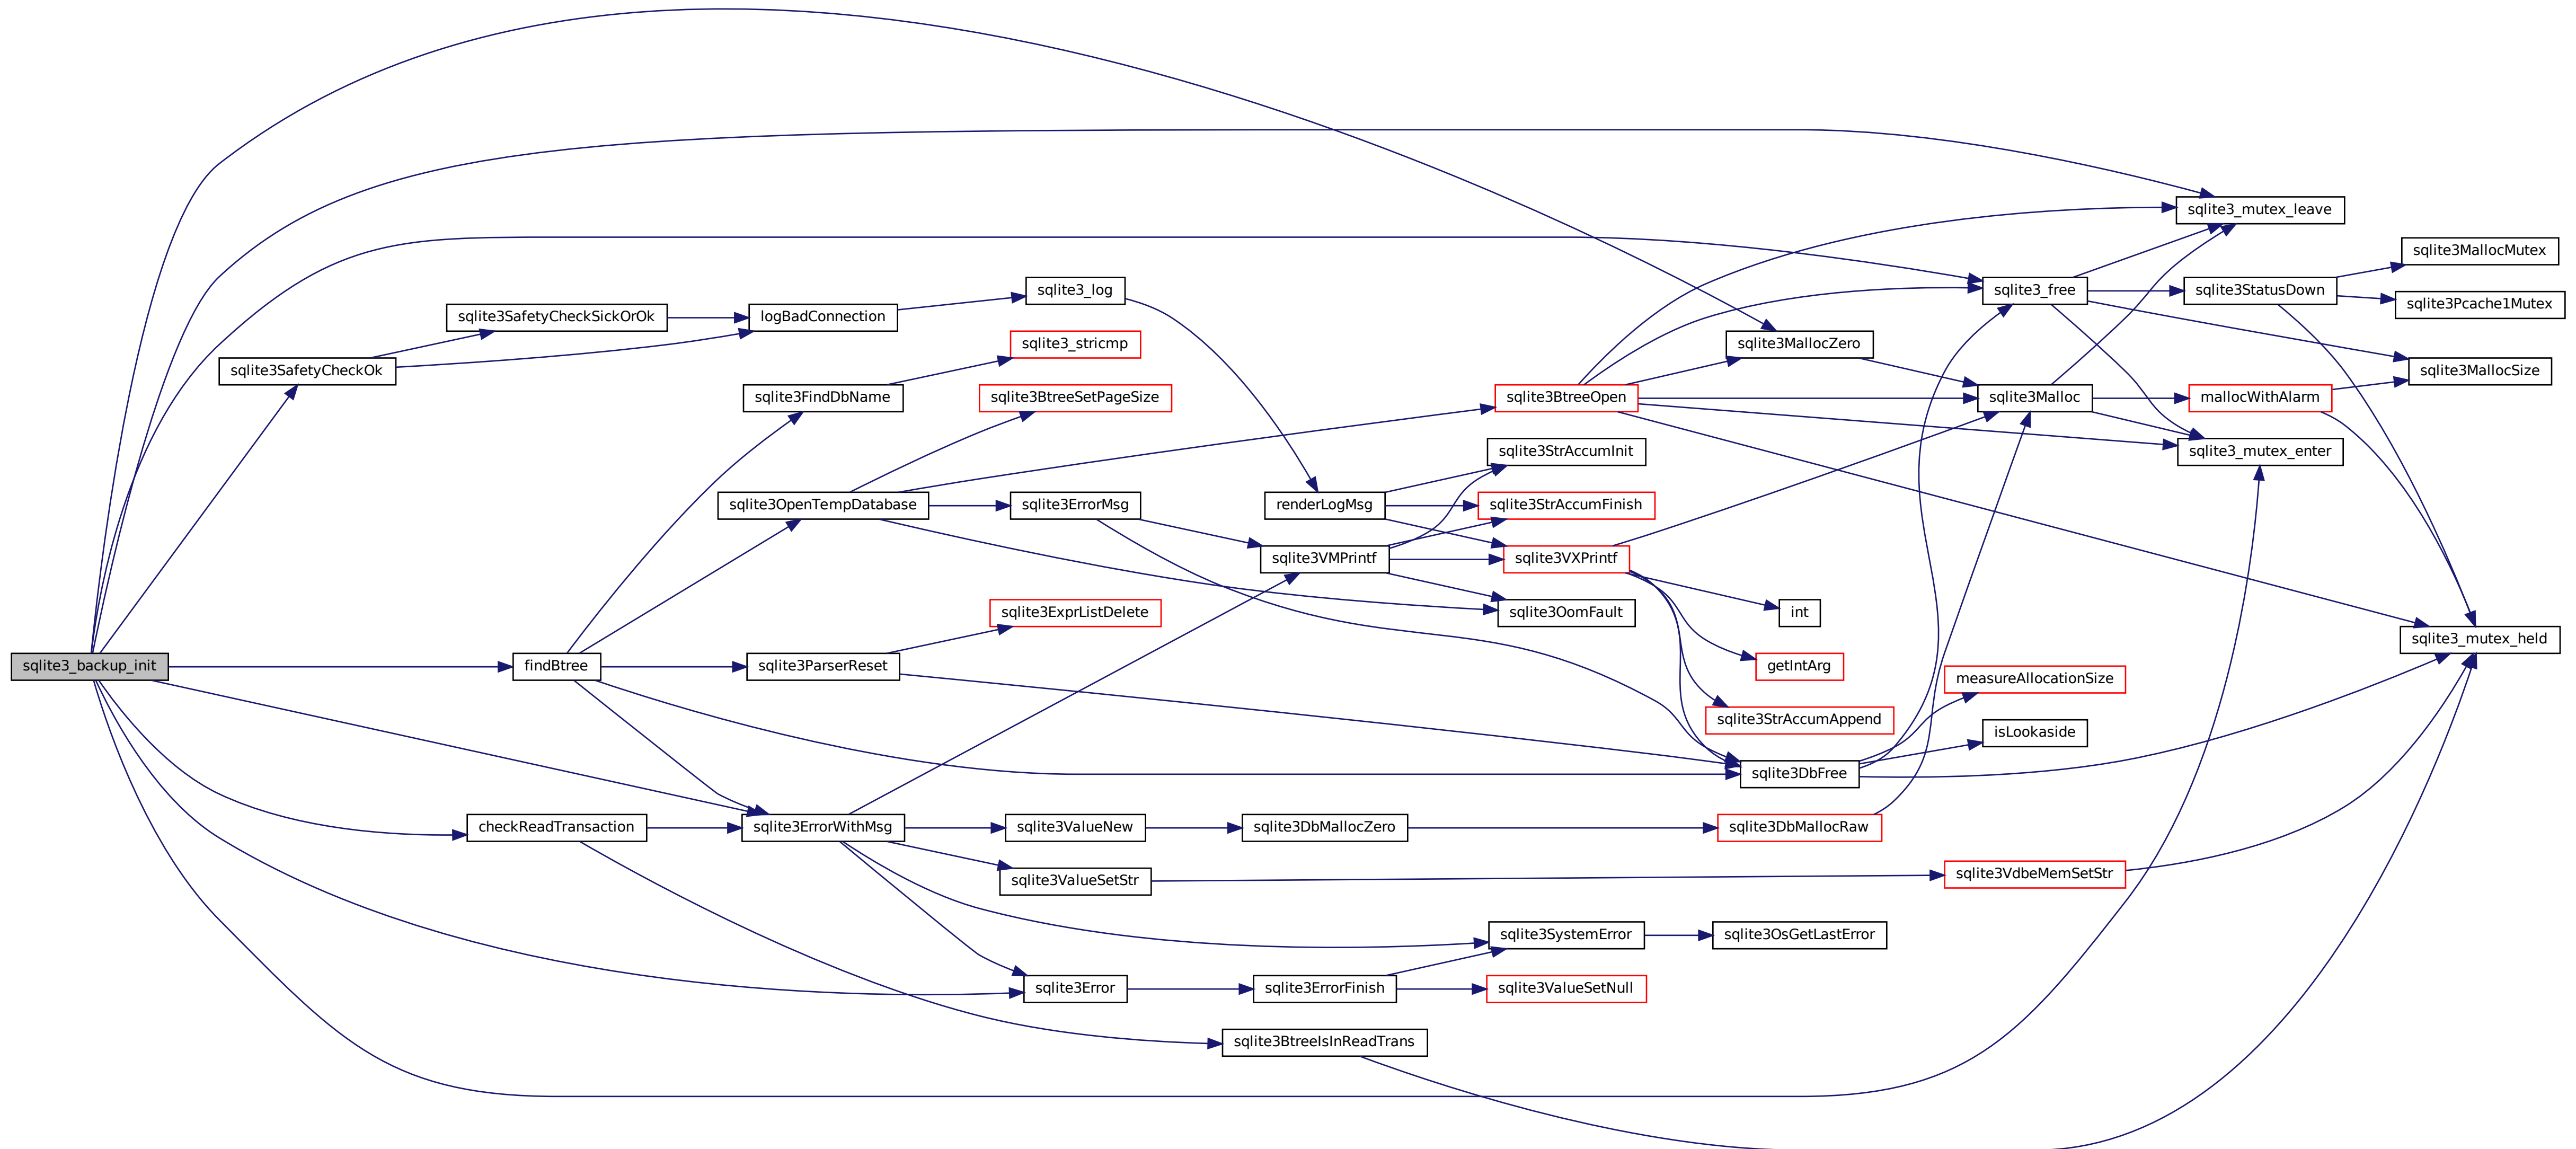 sqlite3_backup_init
sqlite3SafetyCheckOk
sqlite3SafetyCheckSickOrOk
logBadConnection
sqlite3_log
sqlite3FindDbName
sqlite3_stricmp
sqlite3BtreeSetPageSize
findBtree
sqlite3OpenTempDatabase
sqlite3ErrorMsg
sqlite3ParserReset
sqlite3ExprListDelete
checkReadTransaction
sqlite3ErrorWithMsg
sqlite3ValueNew
sqlite3ValueSetStr
sqlite3Error
sqlite3DbMallocZero
sqlite3ErrorFinish
sqlite3BtreeIsInReadTrans
renderLogMsg
sqlite3VMPrintf
sqlite3BtreeOpen
sqlite3StrAccumInit
sqlite3StrAccumFinish
sqlite3VXPrintf
sqlite3OomFault
sqlite3SystemError
sqlite3ValueSetNull
sqlite3MallocZero
int
getIntArg
sqlite3StrAccumAppend
sqlite3DbFree
sqlite3DbMallocRaw
sqlite3OsGetLastError
sqlite3_free
sqlite3Malloc
measureAllocationSize
isLookaside
sqlite3VdbeMemSetStr
sqlite3_mutex_leave
sqlite3StatusDown
mallocWithAlarm
sqlite3_mutex_enter
sqlite3MallocMutex
sqlite3Pcache1Mutex
sqlite3MallocSize
sqlite3_mutex_held